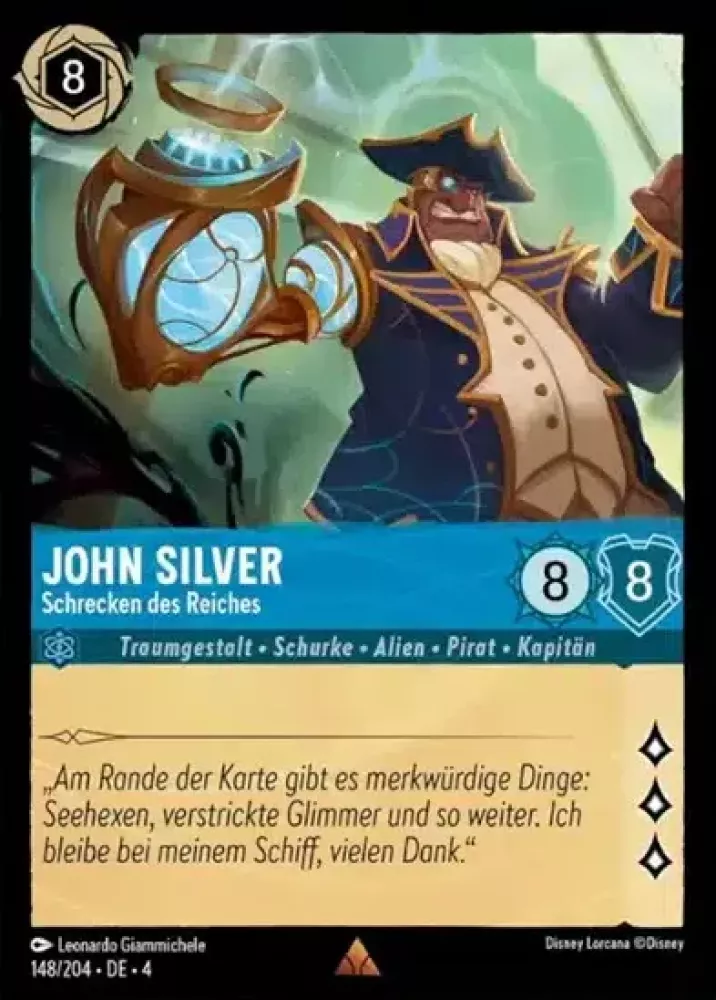 8
JOHN SILVER
Schrecken des Reiches
8 8
Traumgestalt • Schurke • Alien • Pirat • Kapitän
„Am Rande der Karte gibt es merkwürdige Dinge:
Seehexen, verstrickte Glimmer und so weiter. Ich
bleibe bei meinem Schiff, vielen Dank.“
Leonardo Giammichele
Disney Lorcana ©Disney
148/204 • DE • 4